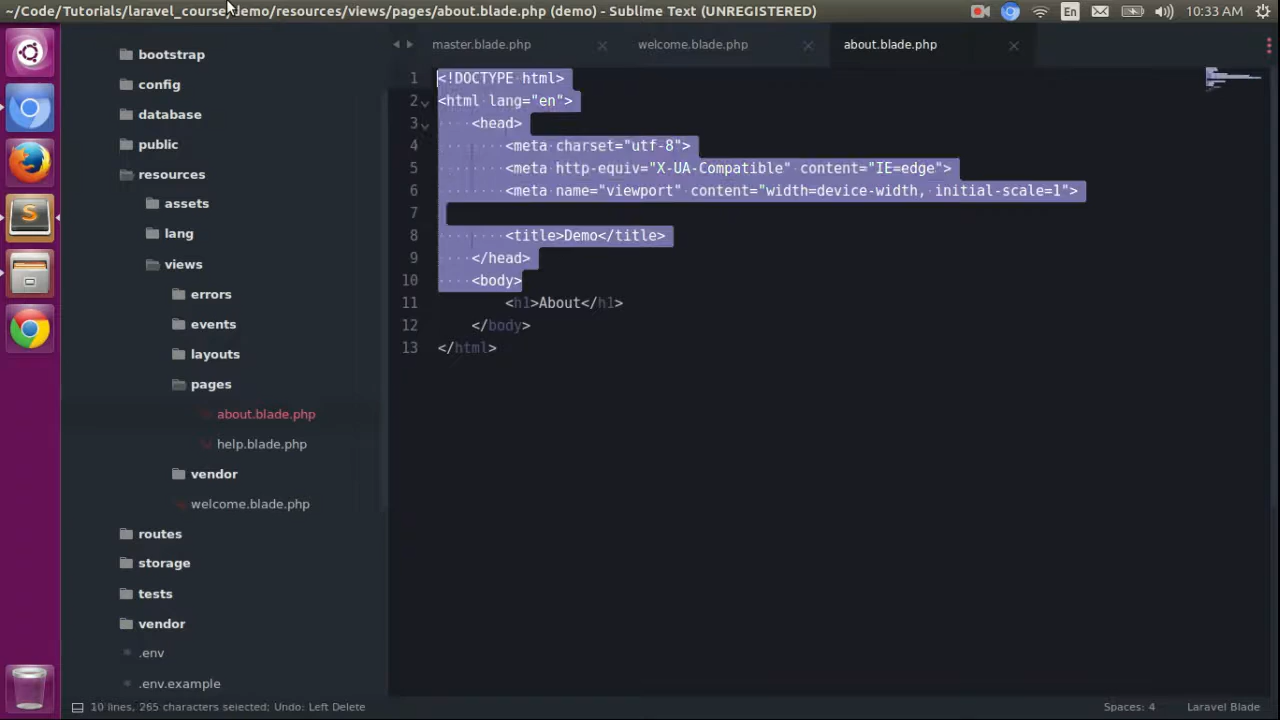 ~/Code/Tutorials/laravel_course/demo/resources/views/pages/about.blade.php (demo) - Sublime Text (UNREGISTERED)
En
10:33 AM
bootstrap
config
database
public
resources
assets
lang
views
errors
events
layouts
pages
about.blade.php
help.blade.php
vendor
welcome.blade.php
routes
storage
tests
vendor
.env
.env.example
master.blade.php
welcome.blade.php
about.blade.php
1 <!DOCTYPE html>
2 <html lang="en">
3 <head>
4 <meta charset="utf-8">
5 <meta http-equiv="X-UA-Compatible" content="IE=edge">
6 <meta name="viewport" content="width=device-width, initial-scale=1">
7
8 <title>Demo</title>
9 </head>
10 <body>
11 <h1>About</h1>
12 </body>
13 </html>
10 lines, 265 characters selected; Undo: Left Delete
Spaces: 4
Laravel Blade